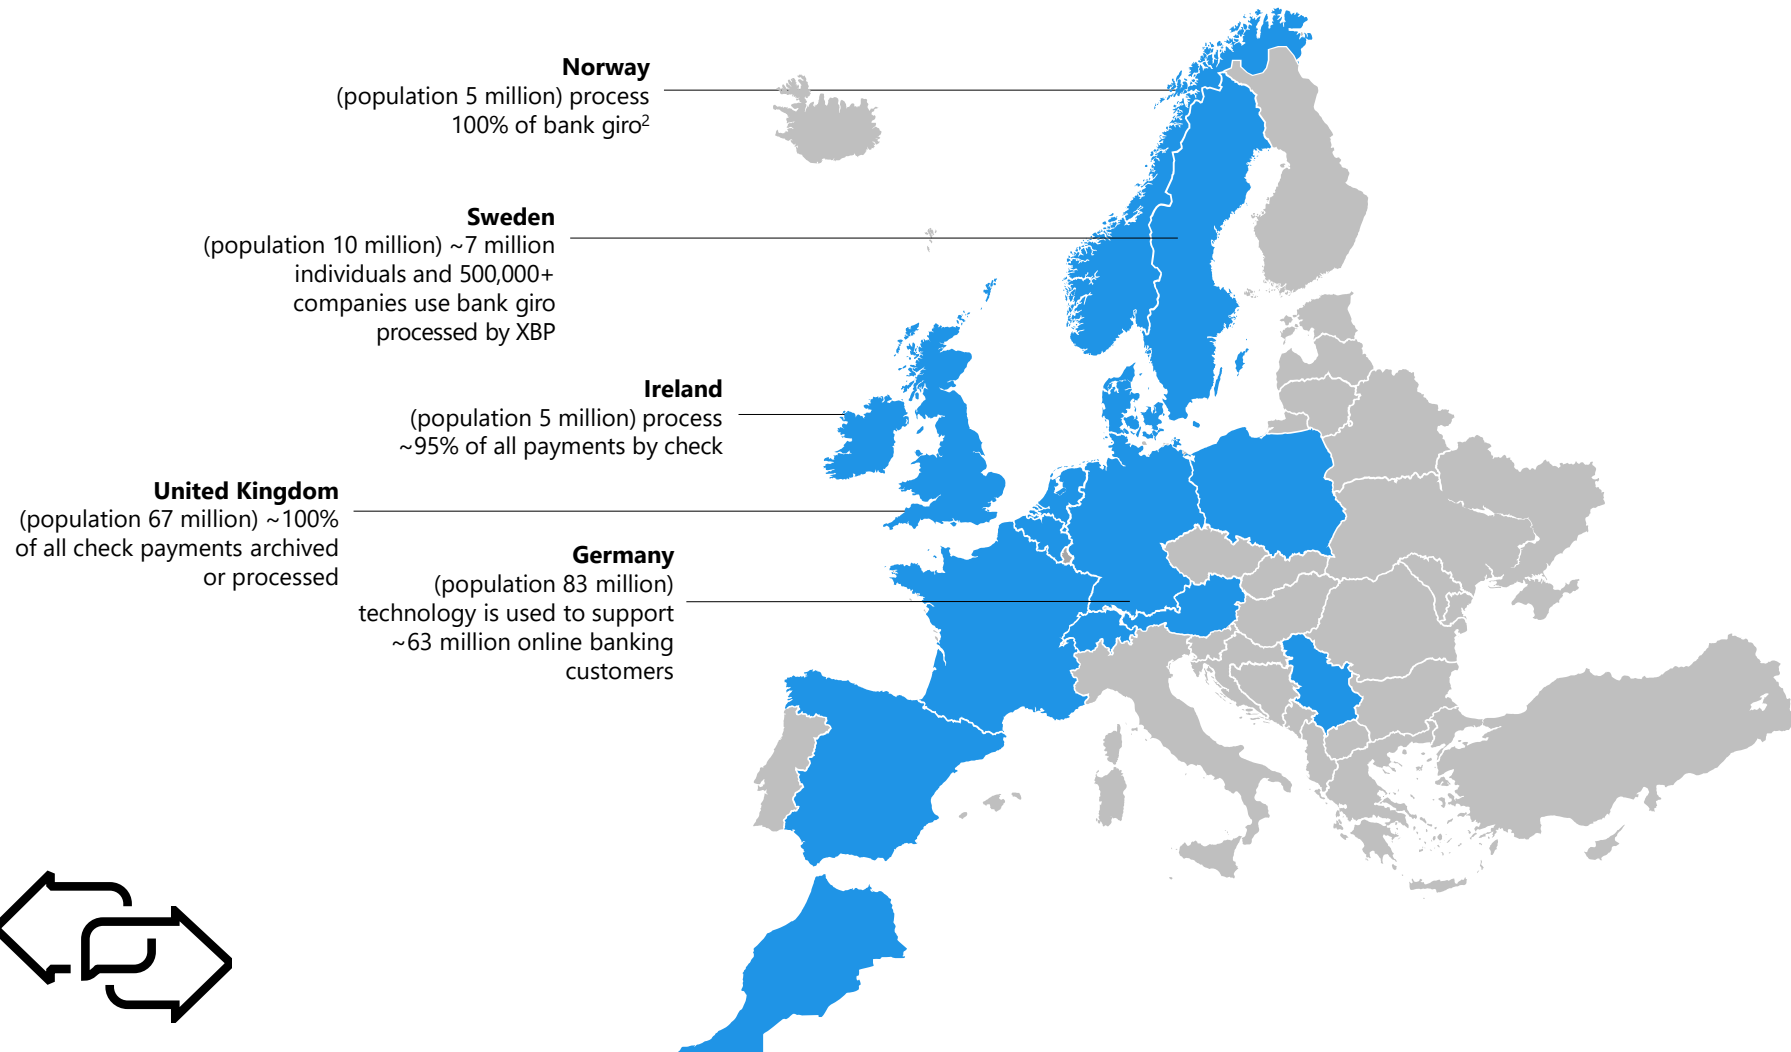 Norway
(population 5 million) process
100% of bank giro²
Sweden
(population 10 million) ~7 million
individuals and 500,000+
companies use bank giro
processed by XBP
Ireland
(population 5 million) process
~95% of all payments by check
United Kingdom
(population 67 million) ~100%
of all check payments archived
or processed
Germany
(population 83 million)
technology is used to support
~63 million online banking
customers